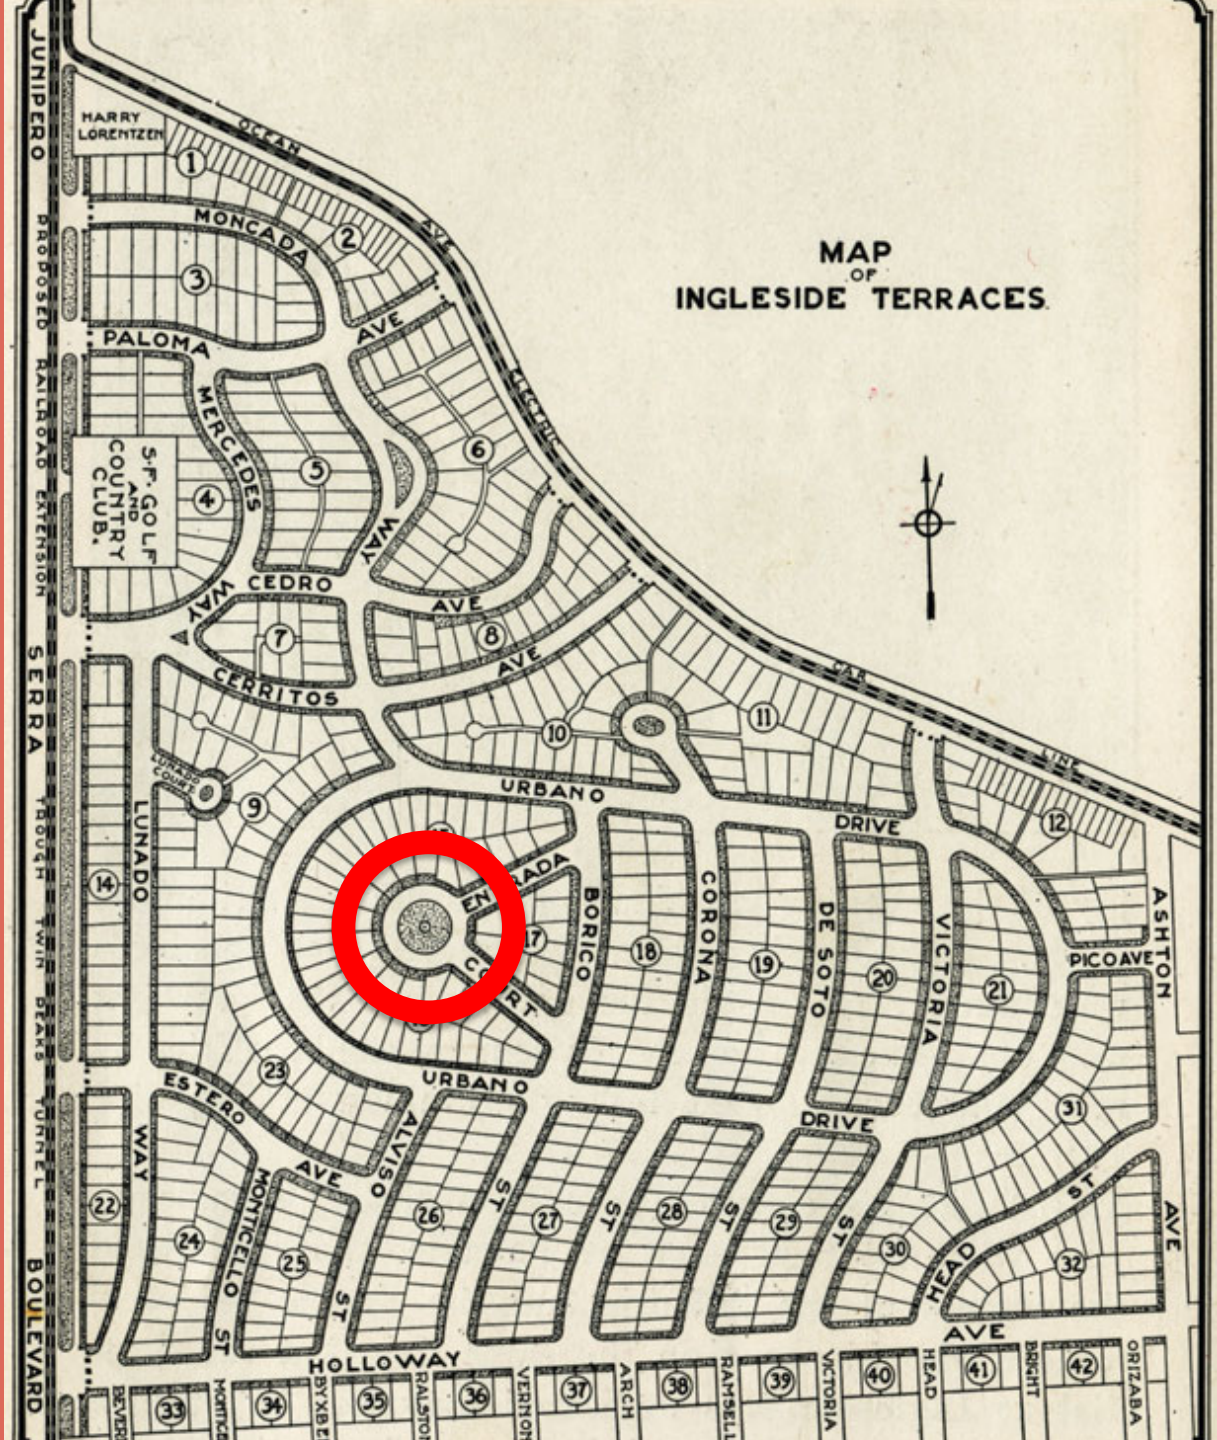 MAP
OF
INGLESIDE TERRACES
JUNIPERO SERRA BOULEVARD
PROPOSED RAILROAD EXTENSION TROUGH TWIN PEAKS TUNNEL
HARRY
LORENTZEN
OCEAN AVE ELECTRIC CAR LINE
1
2
MONCADA WAY
3
PALOMA AVE
MERCEDES WAY
S.F. GOLF
AND
COUNTRY
CLUB.
4
5
6
CEDRO AVE
7
8
CERRITOS AVE
10
11
12
LUNADO
COURT
9
URBANO DRIVE
14
LUNADO WAY
ENTRADA COURT
17
BORICO ST
18
CORONA ST
19
DE SOTO ST
20
VICTORIA ST
21
PICO AVE
ASHTON AVE
23
URBANO DRIVE
31
ESTERO AVE
ALVISO ST
MONTICELLO ST
22
24
25
26
27
28
29
30
HEAD ST
32
HOLLOWAY AVE
33
34
35
36
37
38
39
40
41
42
BEVER
MONTICE
BYXBE
RALSTON
VERNON
ARCH
RAMSELL
VICTORIA
HEAD
BRIGHT
ORIZABA